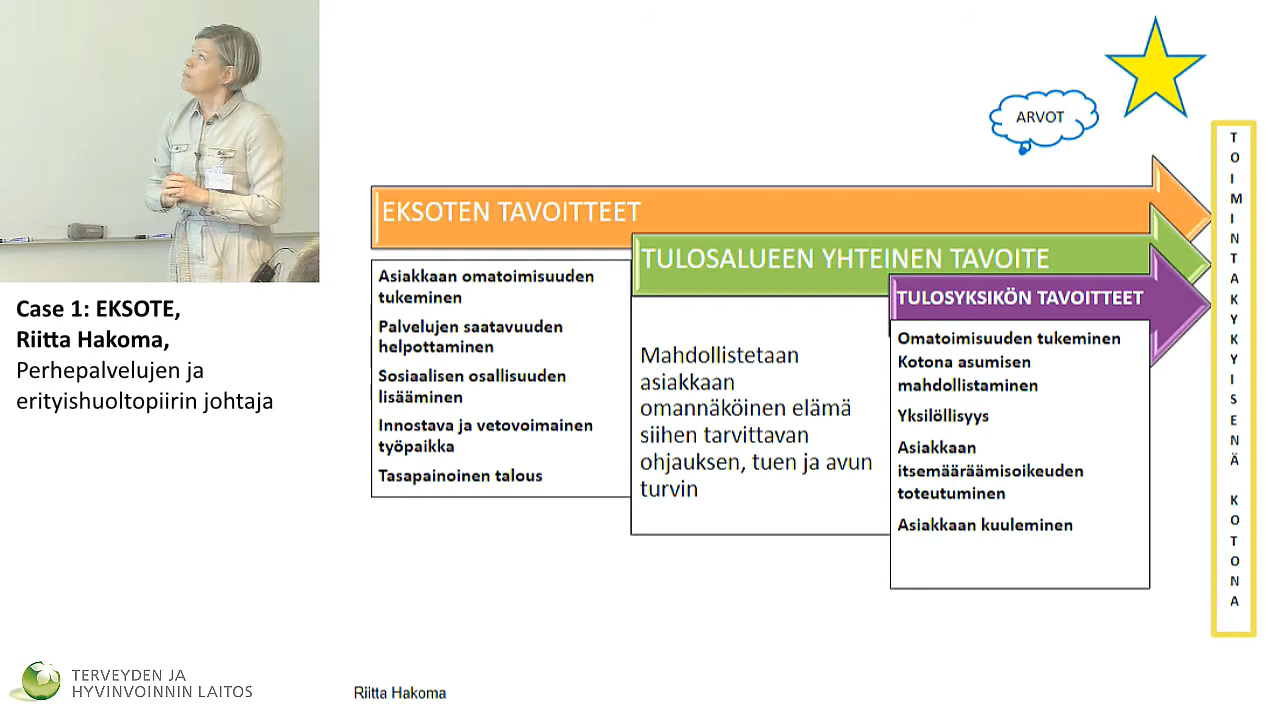 Case 1: EKSOTE,
Riitta Hakoma,
Perhepalvelujen ja
erityishuoltopiirin johtaja
ARVOT
EKSOTEN TAVOITTEET
Asiakkaan omatoimisuuden
tukeminen
Palvelujen saatavuuden
helpottaminen
Sosiaalisen osallisuuden
lisääminen
Innostava ja vetovoimainen
työpaikka
Tasapainoinen talous
TULOSALUEEN YHTEINEN TAVOITE
Mahdollistetaan
asiakkaan
omannäköinen elämä
siihen tarvittavan
ohjauksen, tuen ja avun
turvin
TULOSYKSIKÖN TAVOITTEET
Omatoimisuuden tukeminen
Kotona asumisen
mahdollistaminen
Yksilöllisyys
Asiakkaan
itsemääräämisoikeuden
toteutuminen
Asiakkaan kuuleminen
TOIMINTAKYKYISENÄ KOTONA
TERVEYDEN JA
HYVINVOINNIN LAITOS
Riitta Hakoma